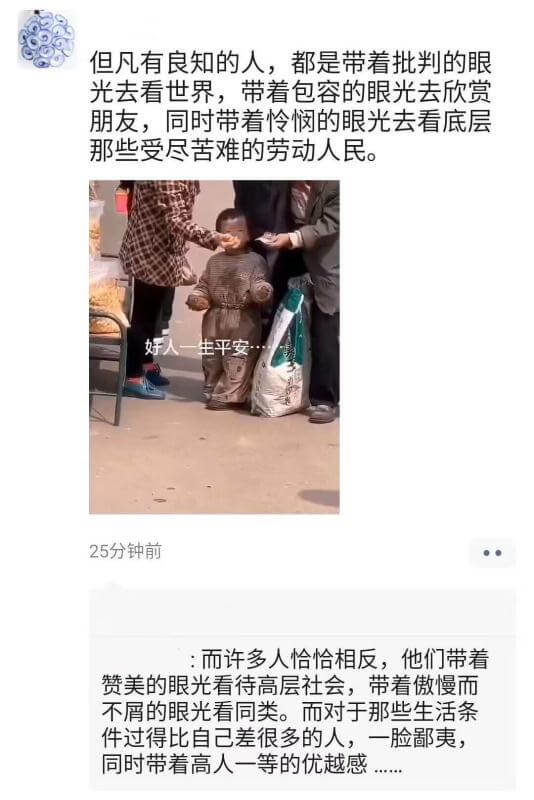 但凡有良知的人，都是带着批判的眼
光去看世界，带着包容的眼光去欣赏
朋友，同时带着怜悯的眼光去看底层
那些受尽苦难的劳动人民。
好人一生平安……
25分钟前
: 而许多人恰恰相反，他们带着
赞美的眼光看待高层社会，带着傲慢而
不屑的眼光看同类。而对于那些生活条
件过得比自己差很多的人，一脸鄙夷，
同时带着高人一等的优越感 ......